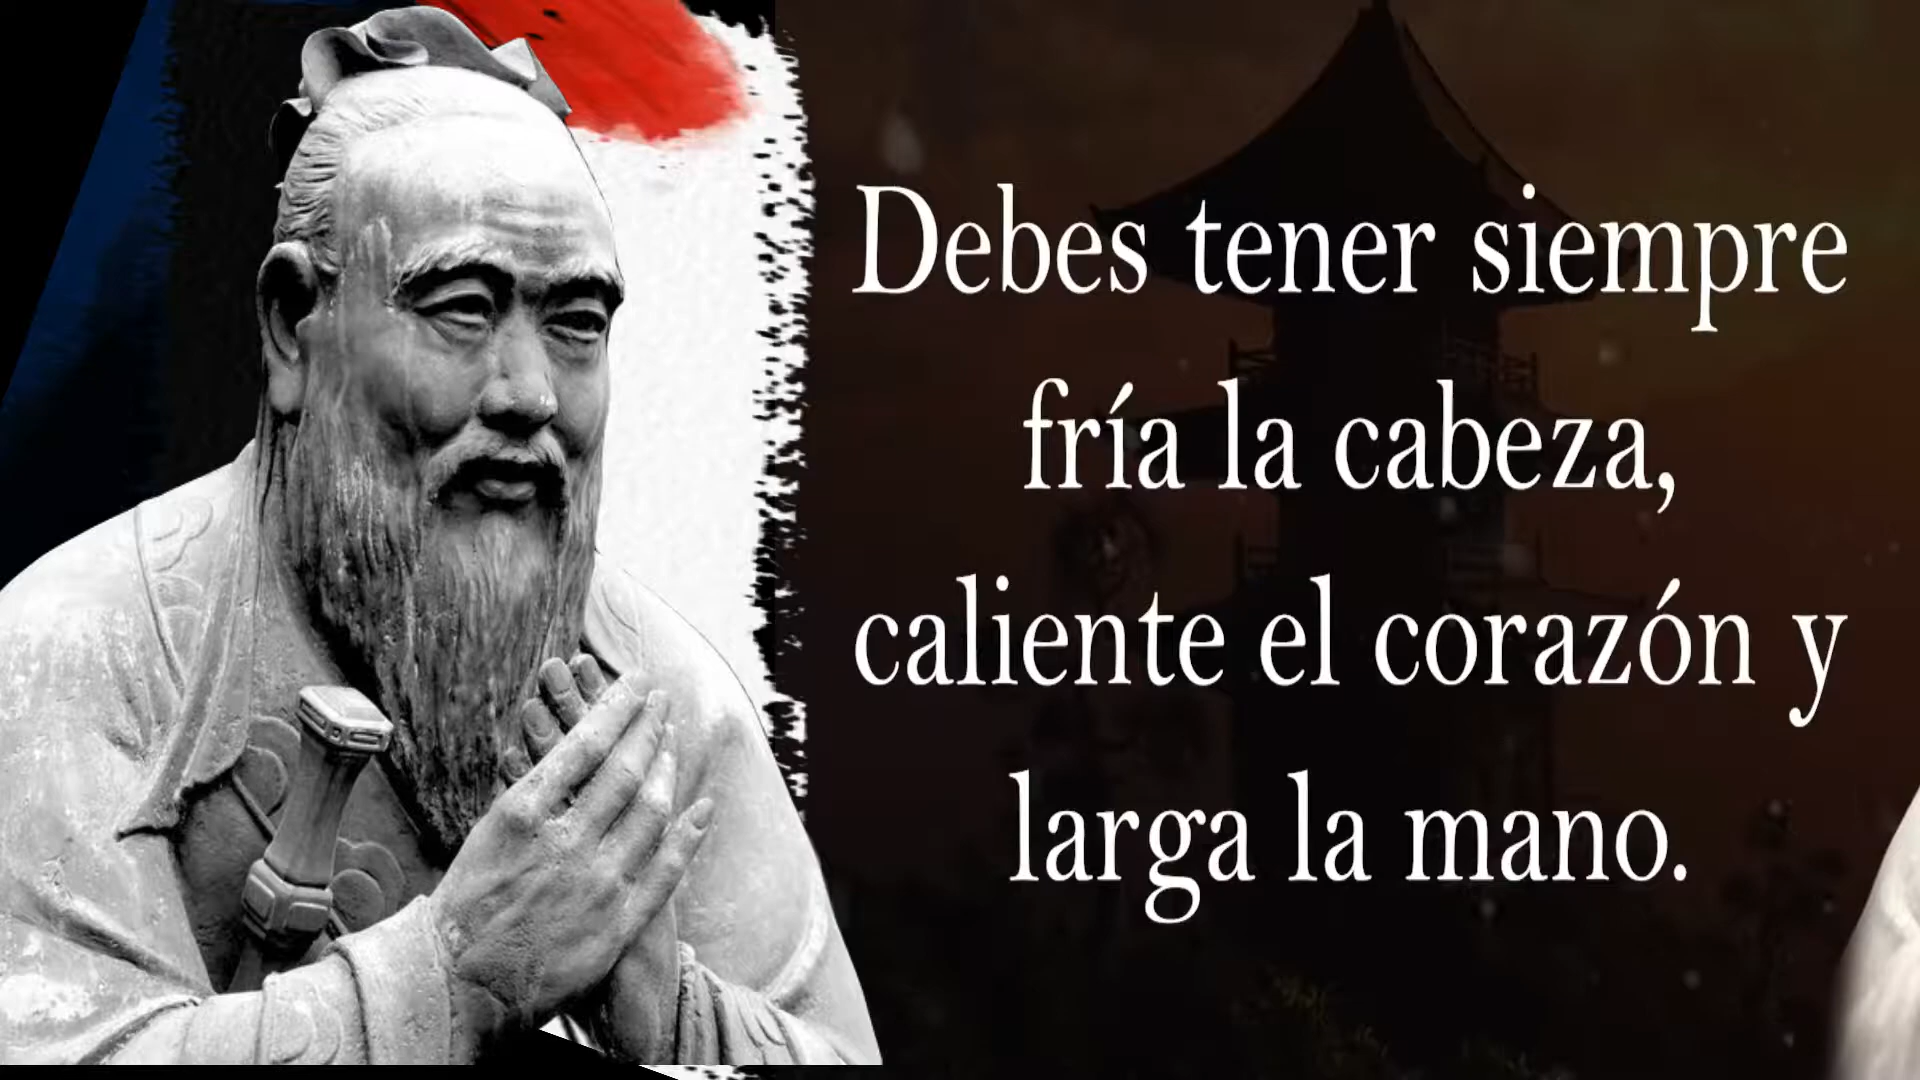 Debes tener siempre
fría la cabeza,
caliente el corazón y
larga la mano.